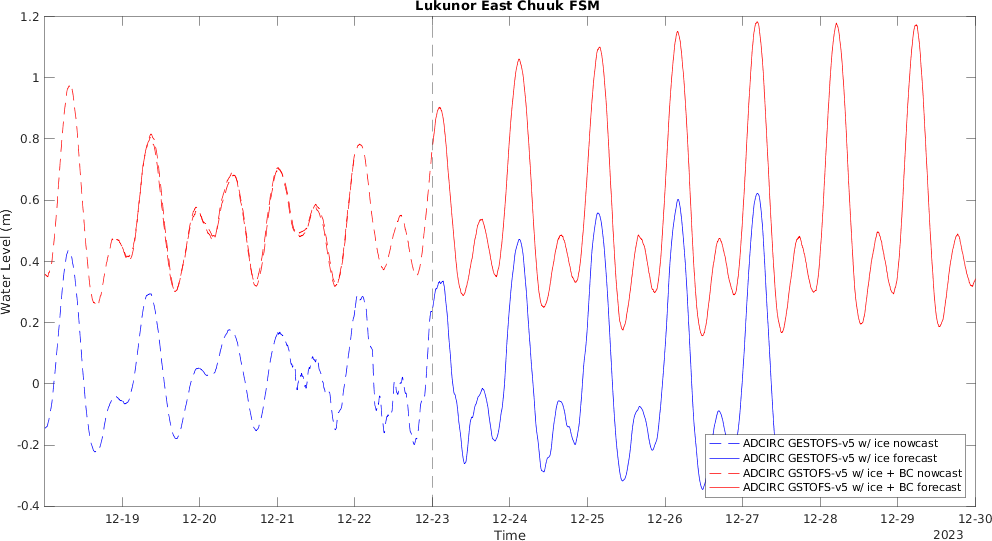 Lukunor East Chuuk FSM
1.2
1
0.8
0.6
0.4
0.2
0
-0.2
-0.4
Water Level (m)
ADCIRC GESTOFS-v5 w/ ice nowcast
ADCIRC GESTOFS-v5 w/ ice forecast
ADCIRC GSTOFS-v5 w/ ice + BC nowcast
ADCIRC GSTOFS-v5 w/ ice + BC forecast
12-19 12-20 12-21 12-22 12-23 12-24 12-25 12-26 12-27 12-28 12-29 12-30
Time
2023